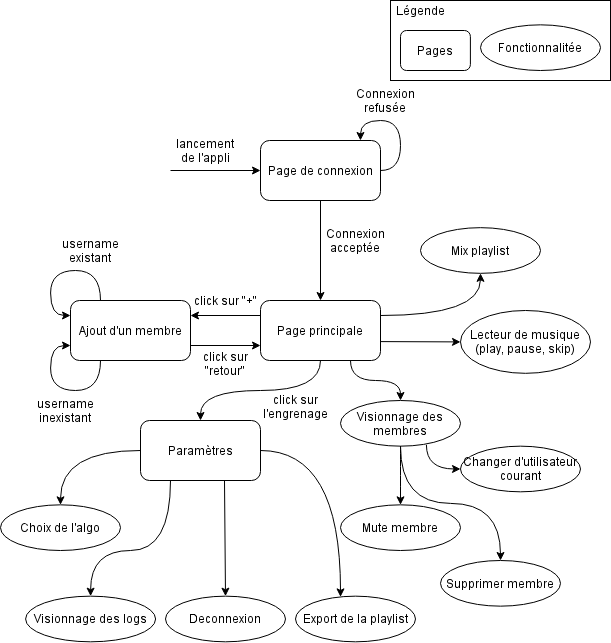 Légende
Pages
Fonctionnalitée
Connexion
refusée
lancement
de l'appli
Page de connexion
Connexion
acceptée
username
existant
Mix playlist
click sur "+"
Ajout d'un membre
Page principale
Lecteur de musique
(play, pause, skip)
click sur
"retour"
username
inexistant
click sur
l'engrenage
Visionnage des
membres
Paramètres
Changer d'utilisateur
courant
Choix de l'algo
Mute membre
Supprimer membre
Visionnage des logs
Deconnexion
Export de la playlist